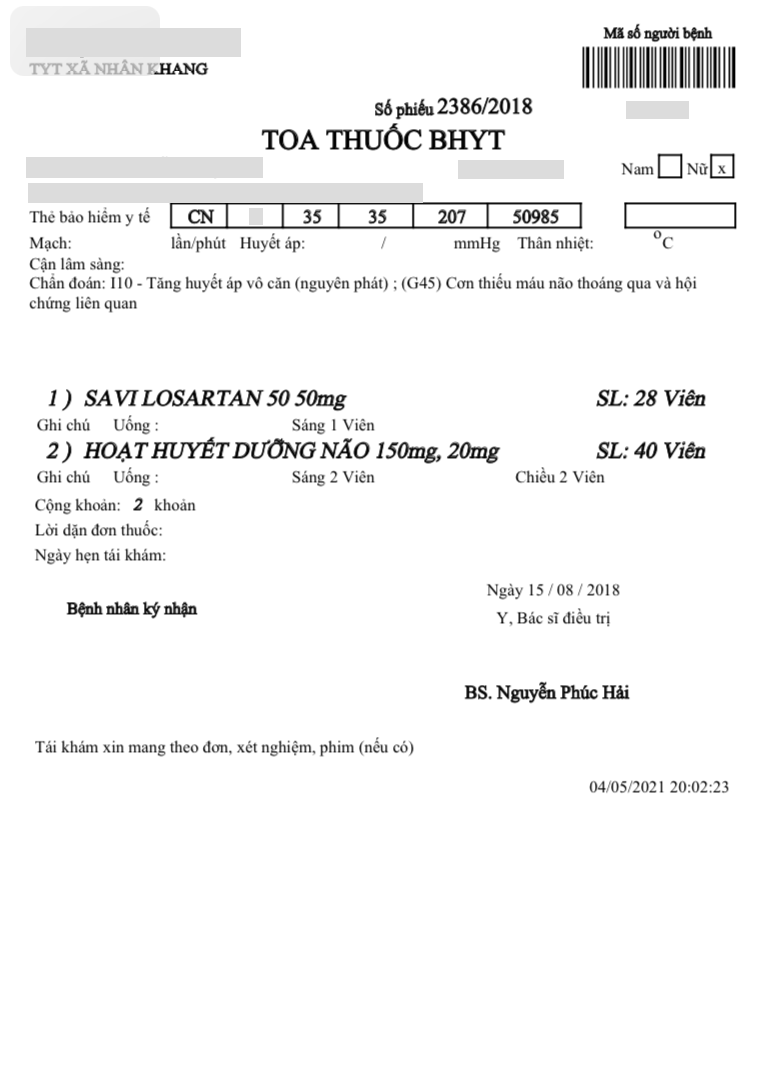 Mã số người bệnh
TYT XÃ NHÂN KHANG
Số phiếu 2386/2018
TOA THUỐC BHYT
Nam Nữ x
Thẻ bảo hiểm y tế CN 35 35 207 50985
Mạch: lần/phút Huyết áp: / mmHg Thân nhiệt: °C
Cận lâm sàng:
Chẩn đoán: I10 - Tăng huyết áp vô căn (nguyên phát) ; (G45) Cơn thiếu máu não thoáng qua và hội
chứng liên quan
1 ) SAVI LOSARTAN 50 50mg SL: 28 Viên
Ghi chú Uống : Sáng 1 Viên
2 ) HOẠT HUYẾT DƯỠNG NÃO 150mg, 20mg SL: 40 Viên
Ghi chú Uống : Sáng 2 Viên Chiều 2 Viên
Cộng khoản: 2 khoản
Lời dặn đơn thuốc:
Ngày hẹn tái khám:
Ngày 15 / 08 / 2018
Bệnh nhân ký nhận
Y, Bác sĩ điều trị
BS. Nguyễn Phúc Hải
Tái khám xin mang theo đơn, xét nghiệm, phim (nếu có)
04/05/2021 20:02:23